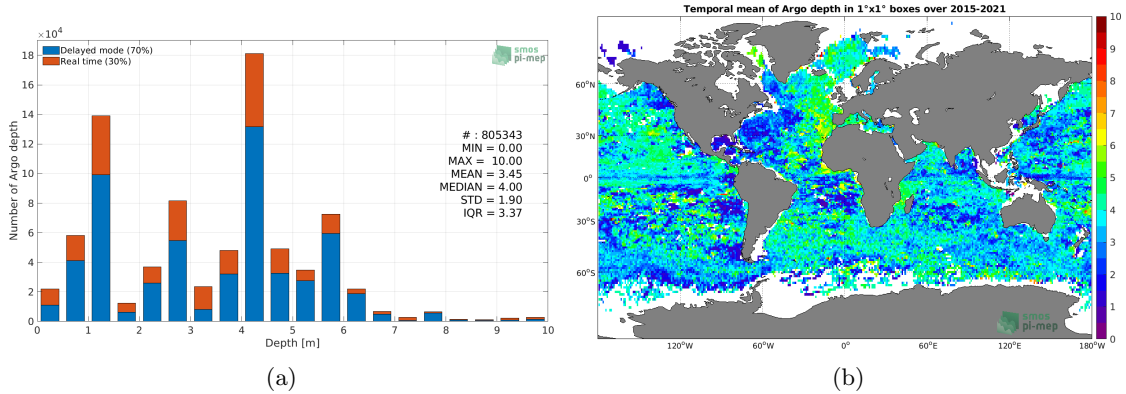 ×10⁴
18
16
14
12
10
8
6
4
2
0
Number of Argo depth
Delayed mode (70%)
Real time (30%)
smos
pi-mep
# : 805343
MIN = 0.00
MAX = 10.00
MEAN = 3.45
MEDIAN = 4.00
STD = 1.90
IQR = 3.37
0 1 2 3 4 5 6 7 8 9 10
Depth [m]
(a)
Temporal mean of Argo depth in 1°x1° boxes over 2015-2021
60°N
30°N
0°
30°S
60°S
120°W 60°W 0° 60°E 120°E 180°W
smos
pi-mep
10
9
8
7
6
5
4
3
2
1
0
(b)